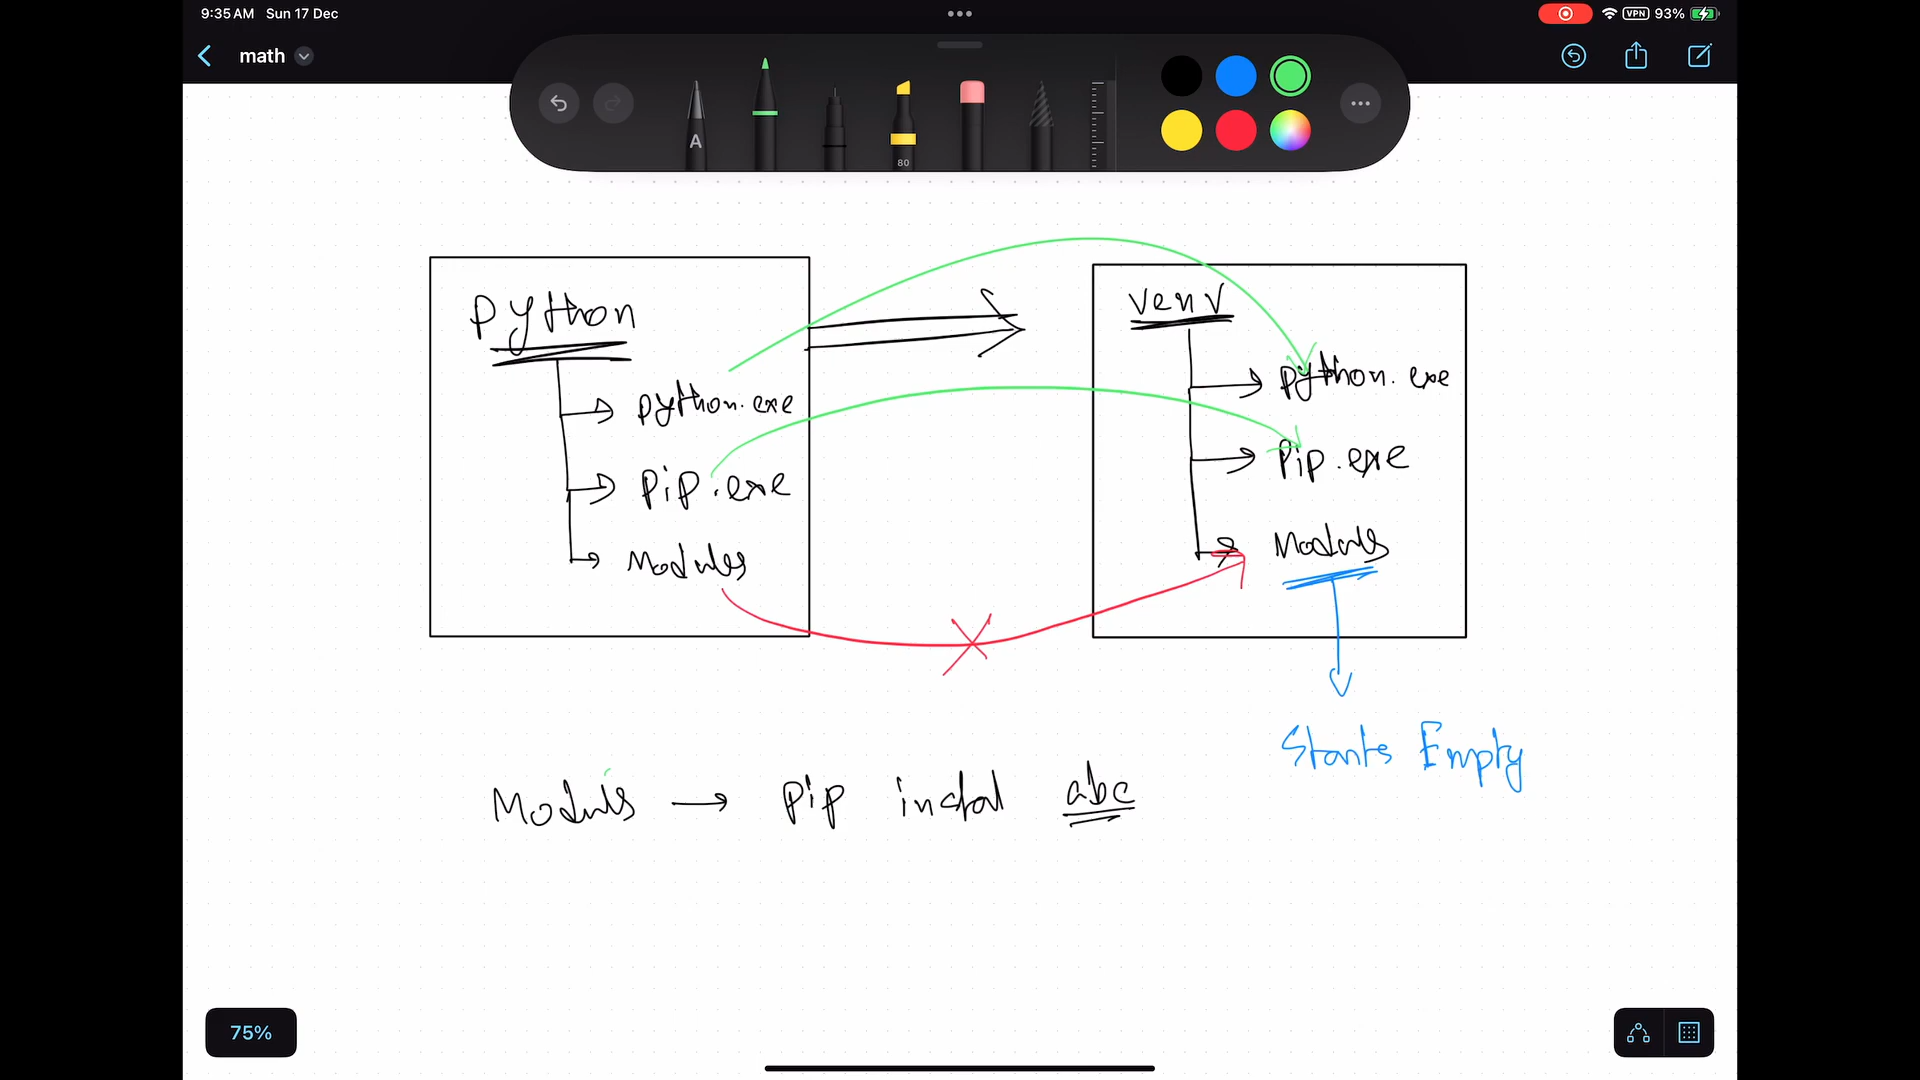 9:35 AM Sun 17 Dec
VPN 93%
math
A
80
python
python.exe
pip.exe
Modules
venv
python.exe
pip.exe
Modules
Starts Empty
Modules → pip install abc
75%